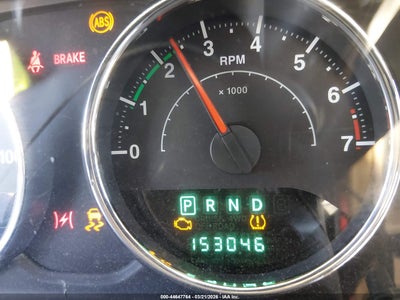 ABS
BRAKE
0 1 2 3 4 5 6 7
RPM
x 1000
P R N D
153046
000-44647764 - 03/21/2026 - IAA Inc.